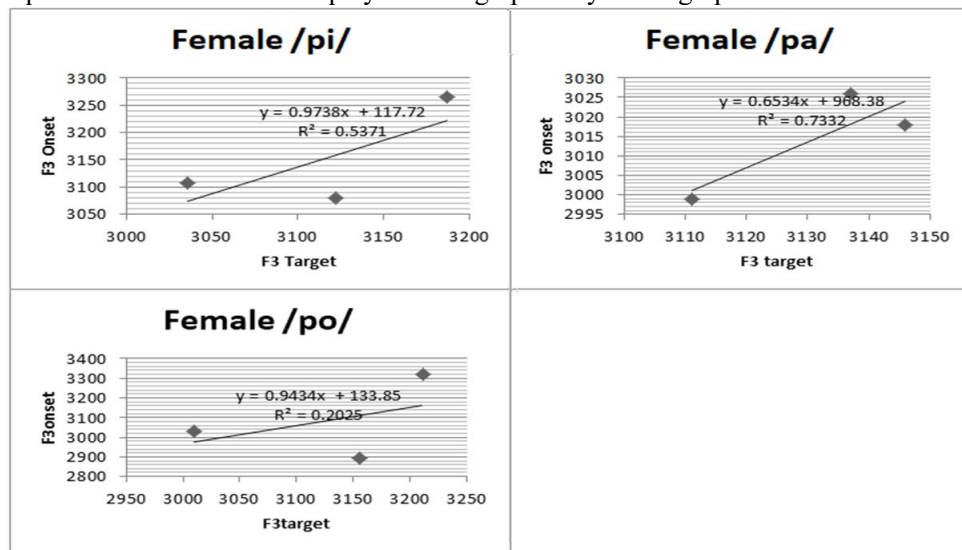 Female /pi/
3300
3250
3200
3150
3100
3050
F3 Onset
y = 0.9738x + 117.72
R² = 0.5371
3000 3050 3100 3150 3200
F3 Target
Female /pa/
3030
3025
3020
3015
3010
3005
3000
2995
F3 onset
y = 0.6534x + 968.38
R² = 0.7332
3100 3110 3120 3130 3140 3150
F3 target
Female /po/
3400
3300
3200
3100
3000
2900
2800
F3onset
y = 0.9434x + 133.85
R² = 0.2025
2950 3000 3050 3100 3150 3200 3250
F3target